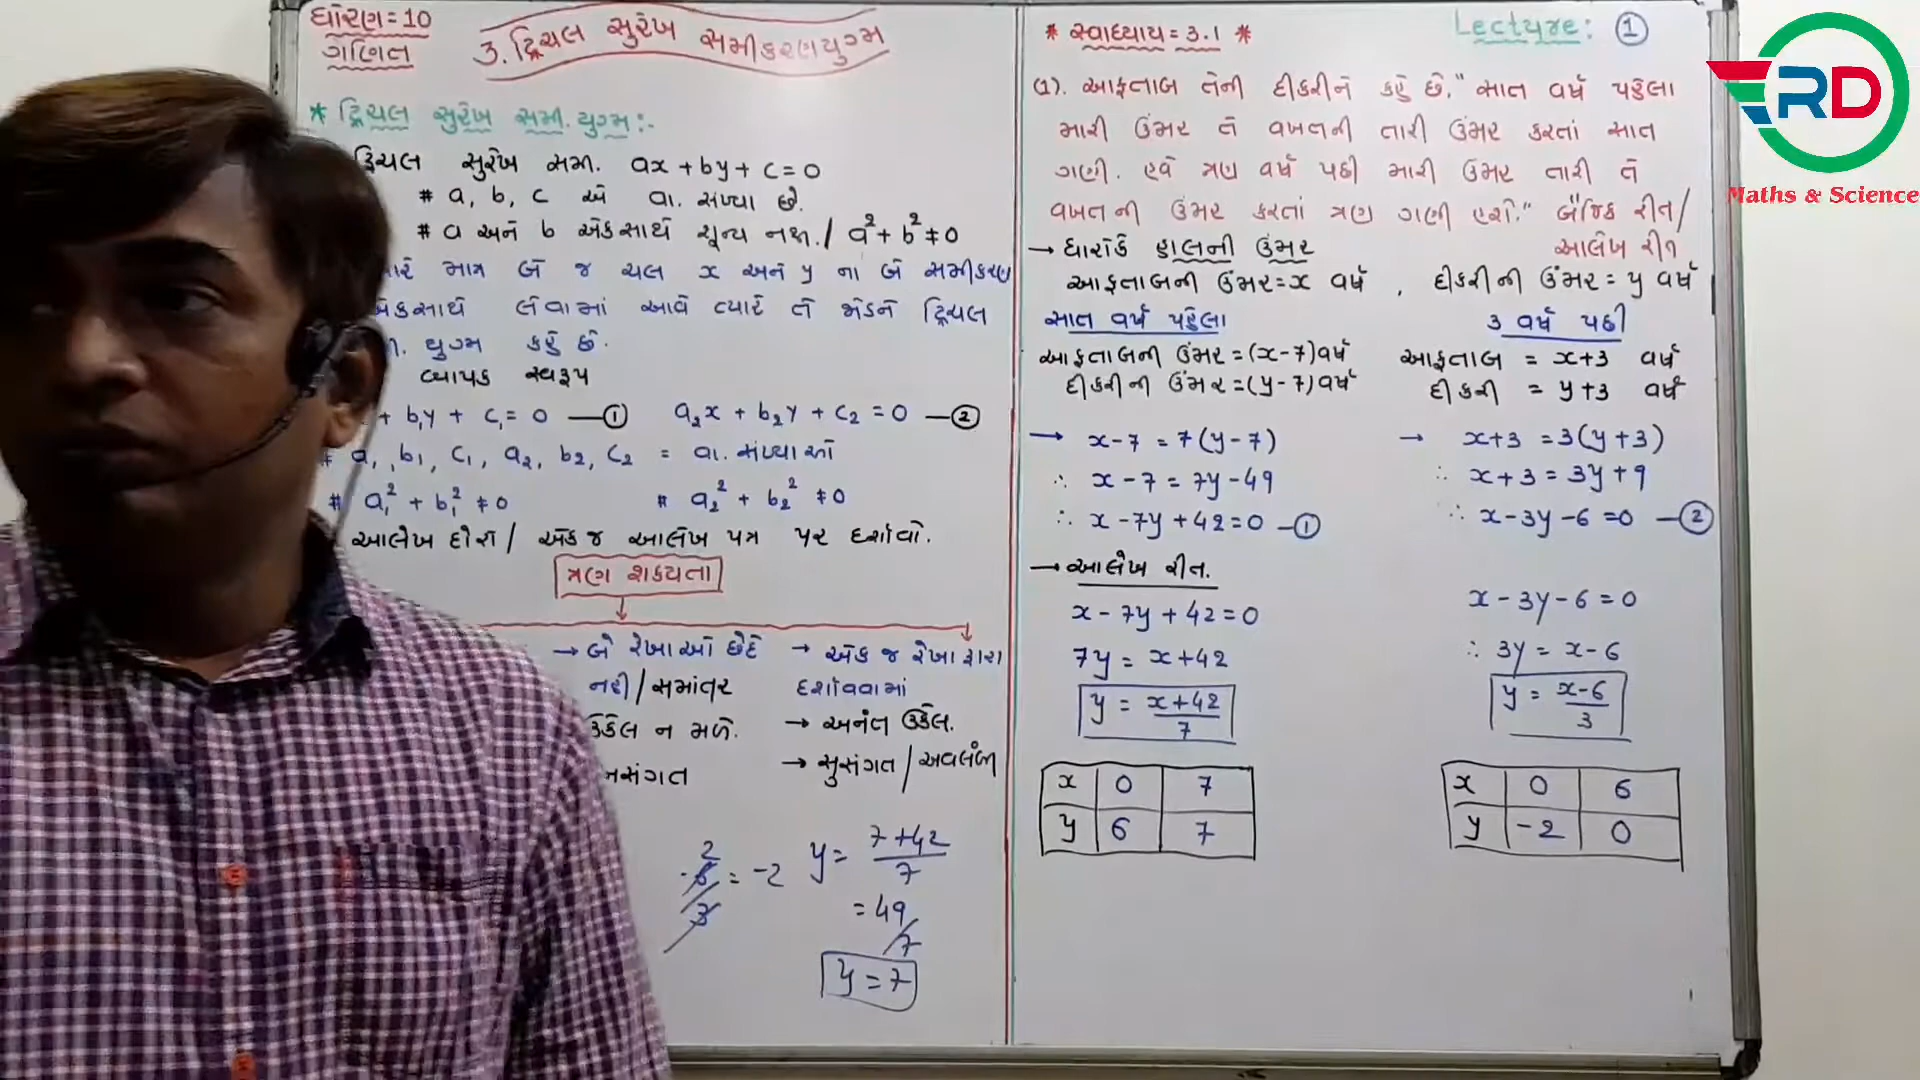 ધોરણ = 10
ગણિત
3. દ્વિચલ સુરેખ સમીકરણયુગ્મ
* દ્વિચલ સુરેખ સમી. યુગ્મ:-
દ્વિચલ સુરેખ સમી. ax + by + c = 0
# a, b, c એ વા. સંખ્યા છે.
# a અને b એકસાથે શૂન્ય નથી. / a² + b² ≠ 0
માત્ર બે જ ચલ x અને y ના બે સમીકરણ
એકસાથે લેવામાં આવે ત્યારે તે જોડને દ્વિચલ
. યુગ્મ કહે છે.
વ્યાપક સ્વરૂપ
+ b₁y + c₁ = 0 —① a₂x + b₂y + c₂ = 0 —②
# a₁, b₁, c₁, a₂, b₂, c₂ = વા. સંખ્યાઓ
# a₁² + b₁² ≠ 0 # a₂² + b₂² ≠ 0
આલેખ દોરો / એક જ આલેખ પત્ર પર દર્શાવો.
ત્રણ શક્યતા
→ બે રેખાઓ છેદે → એક જ રેખા દ્વારા
નહી / સમાંતર દર્શાવવામાં
ઉકેલ ન મળે. → અનંત ઉકેલ.
→ સુસંગત / અવલંબી
-6/3 = -2
2
y = 7+42/7
= 49/7
y = 7
* સ્વાધ્યાય = 3.1 *
Lecture: ①
(1). આફતાબ તેની દીકરીને કહે છે, "સાત વર્ષ પહેલા
મારી ઉંમર તે વખતની તારી ઉંમર કરતાં સાત
ગણી. હવે ત્રણ વર્ષ પછી મારી ઉંમર તારી તે
વખતની ઉંમર કરતાં ત્રણ ગણી હશે." બૈજિક રીત /
આલેખ રીત
→ ધારોકે હાલની ઉંમર
આફતાબની ઉંમર = x વર્ષ , દીકરીની ઉંમર = y વર્ષ
સાત વર્ષ પહેલા 3 વર્ષ પછી
આફતાબની ઉંમર = (x-7) વર્ષ આફતાબ = x+3 વર્ષ
દીકરીની ઉંમર = (y-7) વર્ષ દીકરી = y+3 વર્ષ
→ x-7 = 7(y-7) → x+3 = 3(y+3)
∴ x-7 = 7y-49 ∴ x+3 = 3y+9
∴ x-7y+42=0 —① ∴ x-3y-6=0 —②
→ આલેખ રીત.
x-7y+42=0 x-3y-6=0
7y = x+42 ∴ 3y = x-6
y = x+42/7 y = x-6/3
x 0 7 x 0 6
y 6 7 y -2 0
RD
Maths & Science